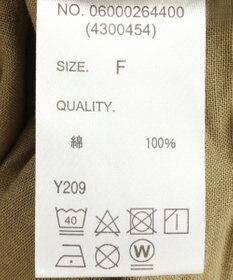 NO. 06000264400
(4300454)
SIZE. F
QUALITY.
綿 100%
Y209
40
W